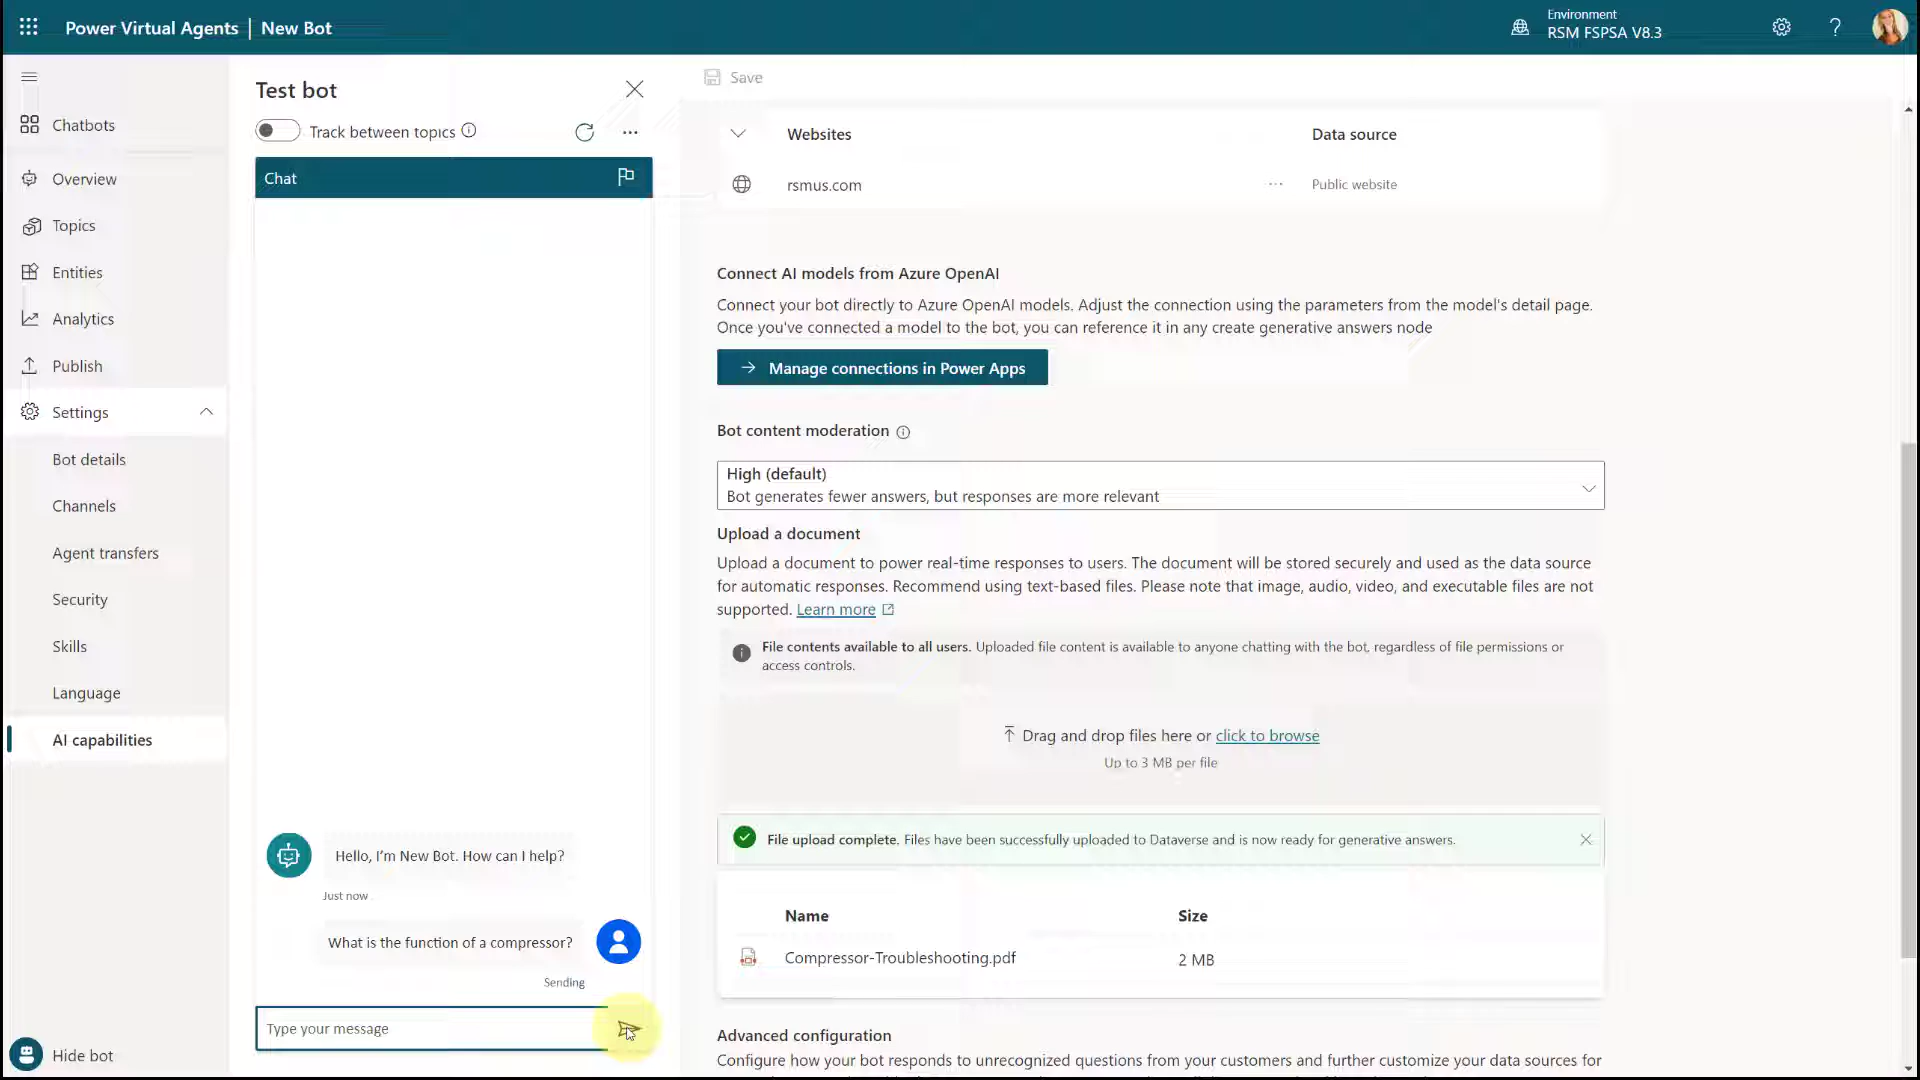 Power Virtual Agents | New Bot
Environment
RSM FSPSA V8.3
Chatbots
Overview
Topics
Entities
Analytics
Publish
Settings
Bot details
Channels
Agent transfers
Security
Skills
Language
AI capabilities
Hide bot
Test bot
Track between topics
Chat
Hello, I'm New Bot. How can I help?
Just now
What is the function of a compressor?
Sending
Type your message
Save
Websites
Data source
rsmus.com
Public website
Connect AI models from Azure OpenAI
Connect your bot directly to Azure OpenAI models. Adjust the connection using the parameters from the model's detail page.
Once you've connected a model to the bot, you can reference it in any create generative answers node
Manage connections in Power Apps
Bot content moderation
High (default)
Bot generates fewer answers, but responses are more relevant
Upload a document
Upload a document to power real-time responses to users. The document will be stored securely and used as the data source
for automatic responses. Recommend using text-based files. Please note that image, audio, video, and executable files are not
supported. Learn more
File contents available to all users. Uploaded file content is available to anyone chatting with the bot, regardless of file permissions or
access controls.
Drag and drop files here or click to browse
Up to 3 MB per file
File upload complete. Files have been successfully uploaded to Dataverse and is now ready for generative answers.
Name
Size
Compressor-Troubleshooting.pdf
2 MB
Advanced configuration
Configure how your bot responds to unrecognized questions from your customers and further customize your data sources for